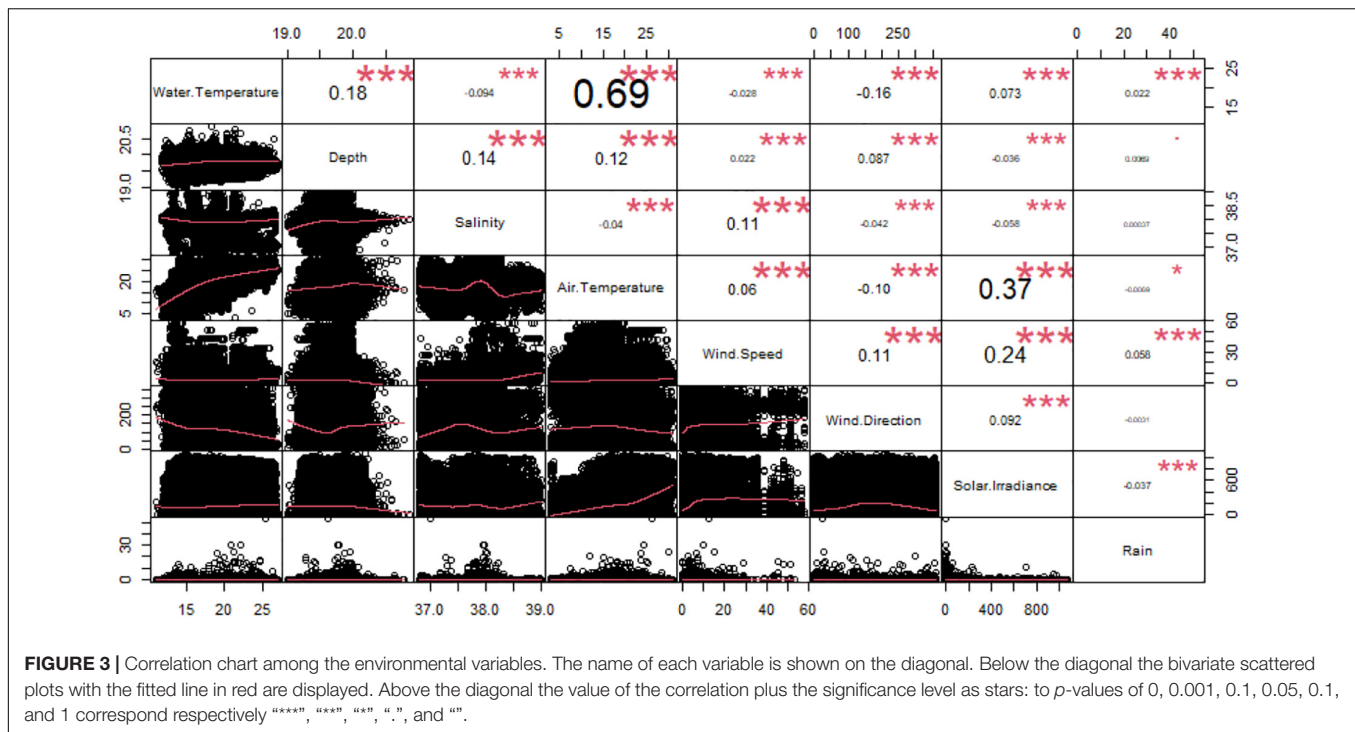 19.0 20.0 5 15 25 0 100 250 0 20 40
Water.Temperature 0.18 *** -0.094 *** 0.69 *** -0.028 *** -0.16 *** 0.073 *** 0.022 *** 15 25
19.0 20.5 Depth 0.14 *** 0.12 *** 0.022 *** 0.087 *** -0.036 *** 0.0069 .
Salinity -0.04 *** 0.11 *** -0.042 *** -0.058 *** 0.00037 37.0 38.5
5 20 Air.Temperature 0.06 *** -0.10 *** 0.37 *** -0.0089 *
Wind.Speed 0.11 *** 0.24 *** 0.058 *** 0 30 60
0 200 Wind.Direction 0.092 *** -0.0031
Solar.Irradiance -0.037 *** 0 600
0 30 Rain
15 20 25 37.0 38.0 39.0 0 20 40 60 0 400 800
FIGURE 3 | Correlation chart among the environmental variables. The name of each variable is shown on the diagonal. Below the diagonal the bivariate scattered
plots with the fitted line in red are displayed. Above the diagonal the value of the correlation plus the significance level as stars: to p-values of 0, 0.001, 0.1, 0.05, 0.1,
and 1 correspond respectively “***”, “**”, “*”, “.”, and “”.